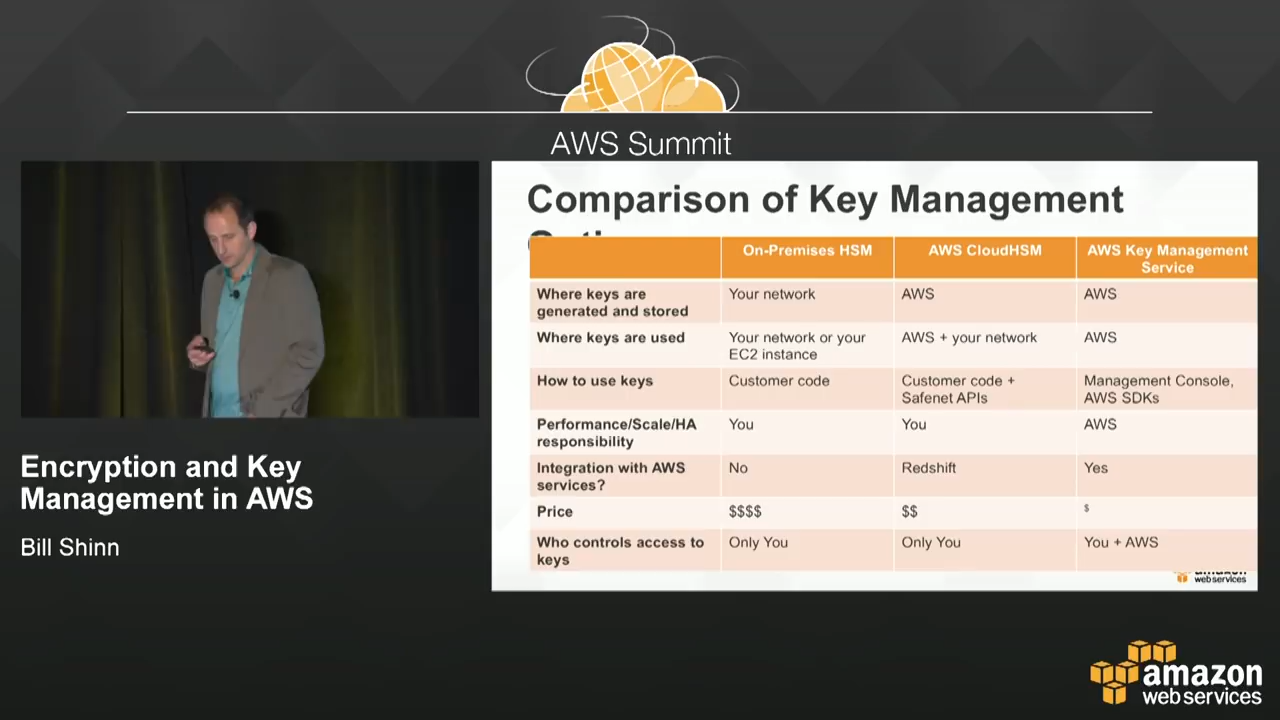 AWS Summit
Comparison of Key Management
On-Premises HSM
AWS CloudHSM
AWS Key Management
Service
Where keys are
generated and stored
Your network
AWS
AWS
Where keys are used
Your network or your
EC2 instance
AWS + your network
AWS
How to use keys
Customer code
Customer code +
Safenet APIs
Management Console,
AWS SDKs
Performance/Scale/HA
responsibility
You
You
AWS
Integration with AWS
services?
No
Redshift
Yes
Price
$$$$
$$
$
Who controls access to
keys
Only You
Only You
You + AWS
amazon
web services
Encryption and Key
Management in AWS
Bill Shinn
amazon
web services